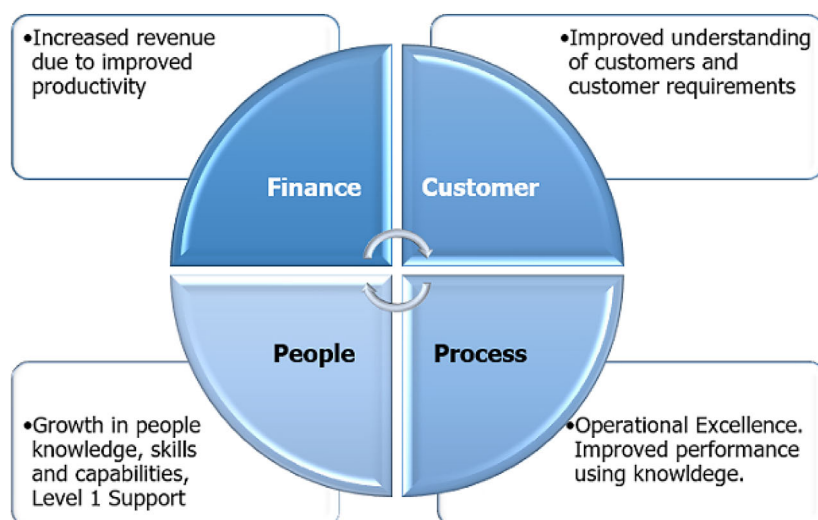 •Increased revenue
due to improved
productivity
•Improved understanding
of customers and
customer requirements
Finance
Customer
People
Process
•Growth in people
knowledge, skills
and capabilities,
Level 1 Support
•Operational Excellence.
Improved performance
using knowldege.